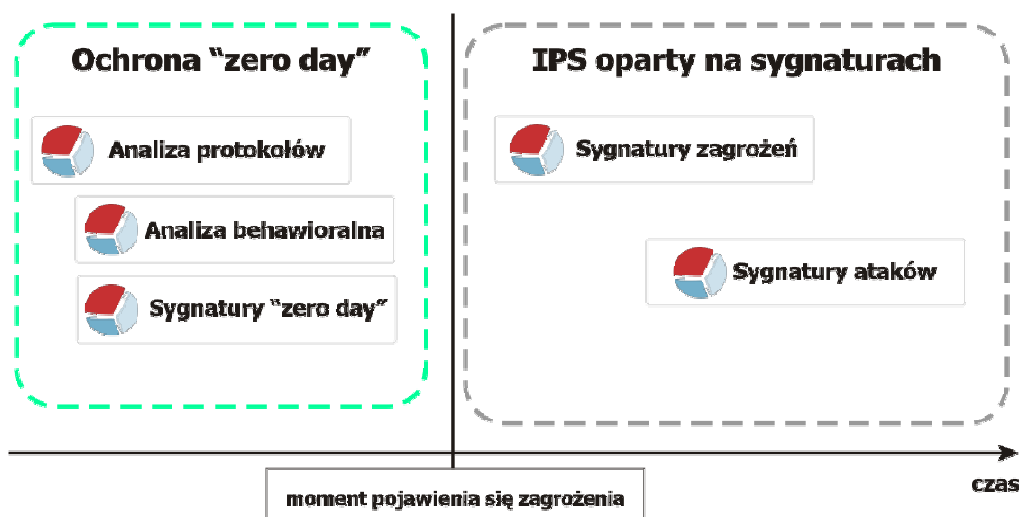 Ochrona “zero day”
Analiza protokołów
Analiza behawioralna
Sygnatury “zero day”
IPS oparty na sygnaturach
Sygnatury zagrożeń
Sygnatury ataków
czas
moment pojawienia się zagrożenia